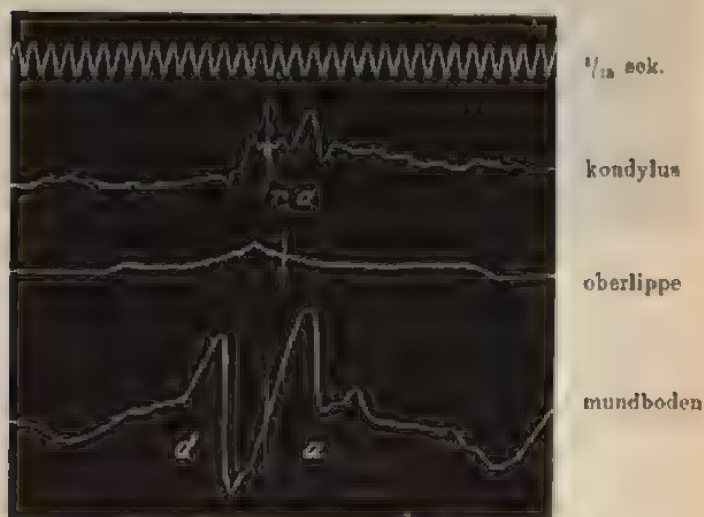 sek.
kondylus
r a
oberlippe
mundboden
d a